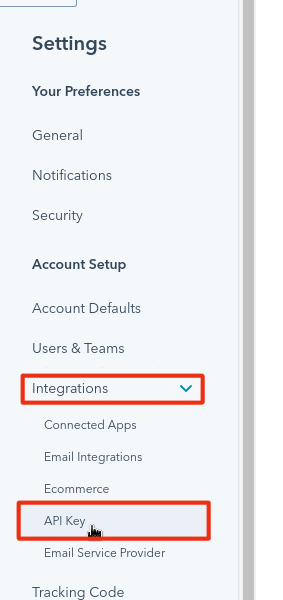 Settings
Your Preferences
General
Notifications
Security
Account Setup
Account Defaults
Users & Teams
Integrations
Connected Apps
Email Integrations
Ecommerce
API Key
Email Service Provider
Tracking Code